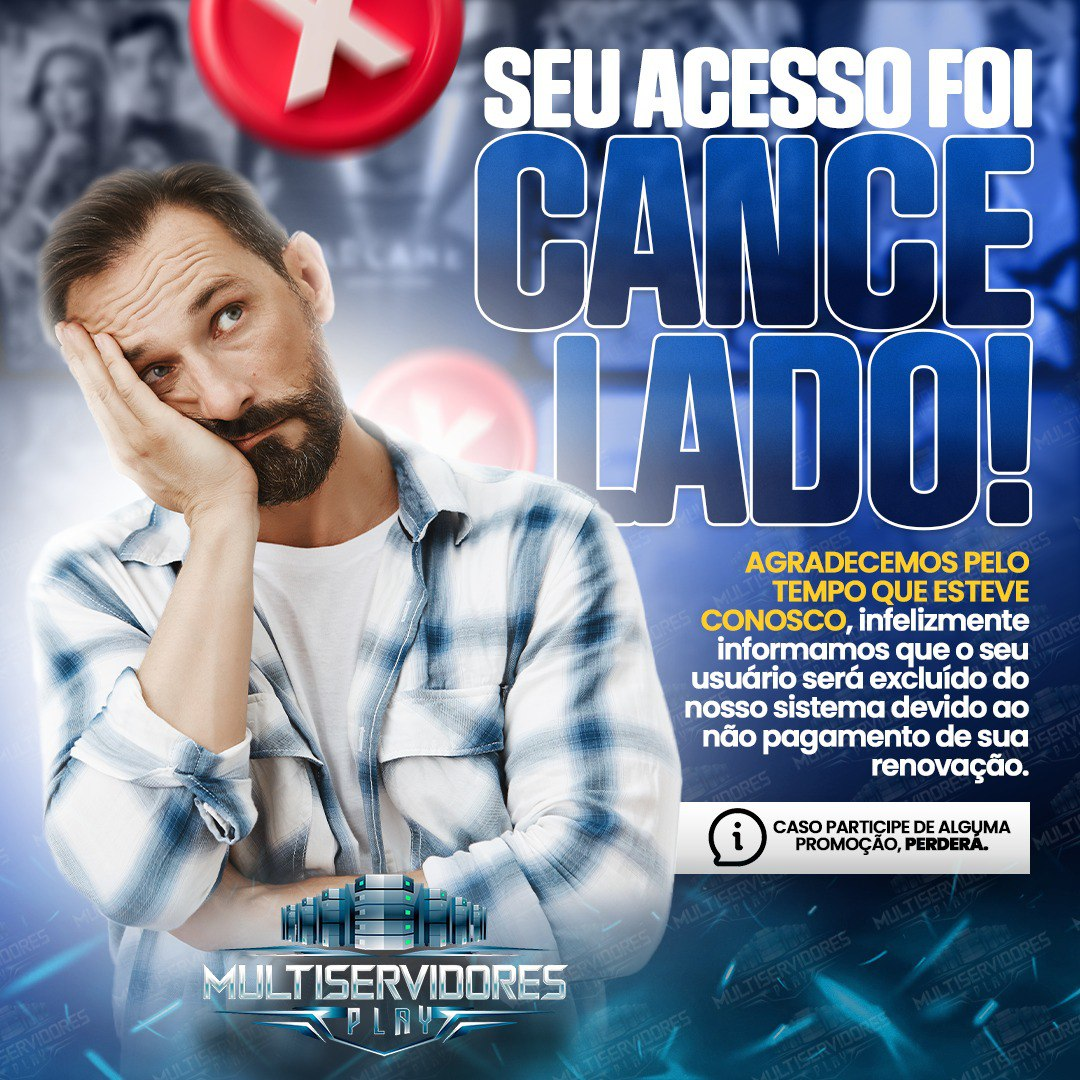 SEU ACESSO FOI
CANCE
LADO!
AGRADECEMOS PELO
TEMPO QUE ESTEVE
CONOSCO, infelizmente
informamos que o seu
usuário será excluído do
nosso sistema devido ao
não pagamento de sua
renovação.
i
CASO PARTICIPE DE ALGUMA
PROMOÇÃO, PERDERÁ.
MULTISERVIDORES
PLAY